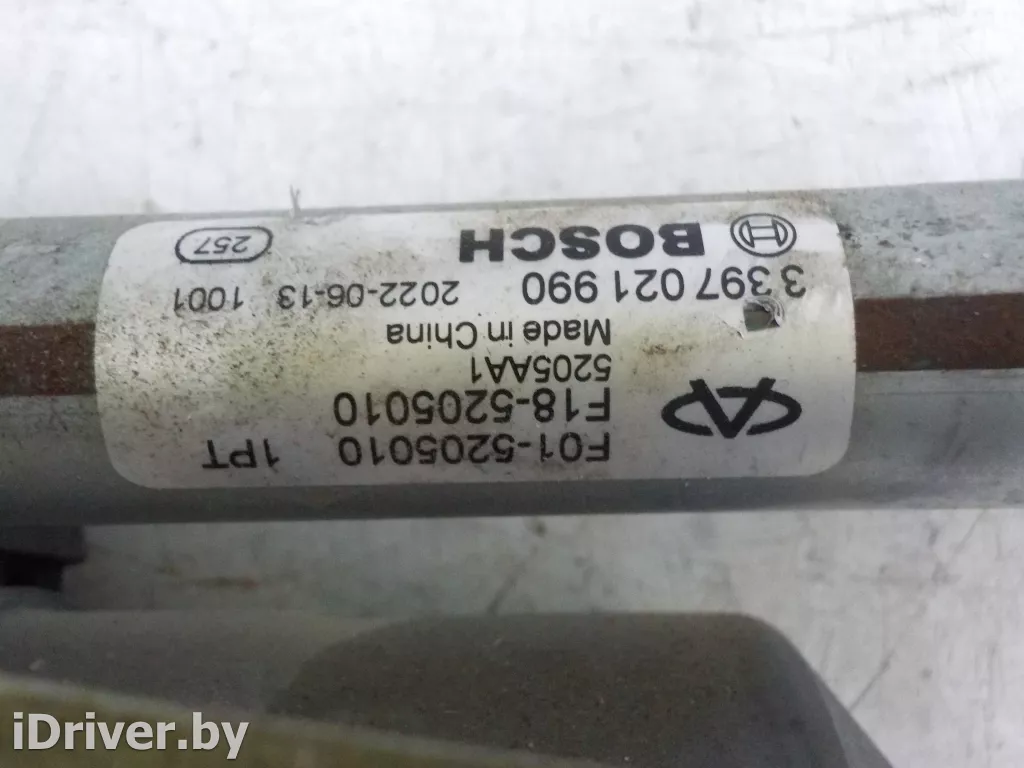 F01-5205010 1PT
F18-5205010
5205AA1
Made in China
3 397 021 990 2022-06-13 1001
BOSCH 257
iDriver.by